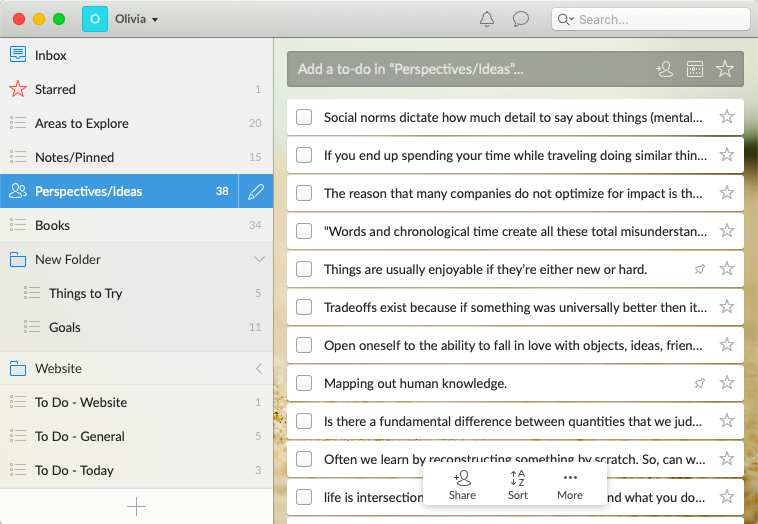 O Olivia
Search...
Inbox
Starred 1
Areas to Explore 20
Notes/Pinned 15
Perspectives/Ideas 38
Books 34
New Folder
Things to Try 5
Goals 11
Website
To Do - Website 1
To Do - General 5
To Do - Today 3
Add a to-do in “Perspectives/Ideas”...
Social norms dictate how much detail to say about things (mental...
If you end up spending your time while traveling doing similar thin...
The reason that many companies do not optimize for impact is th...
"Words and chronological time create all these total misunderstan...
Things are usually enjoyable if they’re either new or hard.
Tradeoffs exist because if something was universally better then it...
Open oneself to the ability to fall in love with objects, ideas, frien...
Mapping out human knowledge.
Is there a fundamental difference between quantities that we jud...
Often we learn by reconstructing something by scratch. So, can w...
life is intersection nd what you do...
Share Sort More